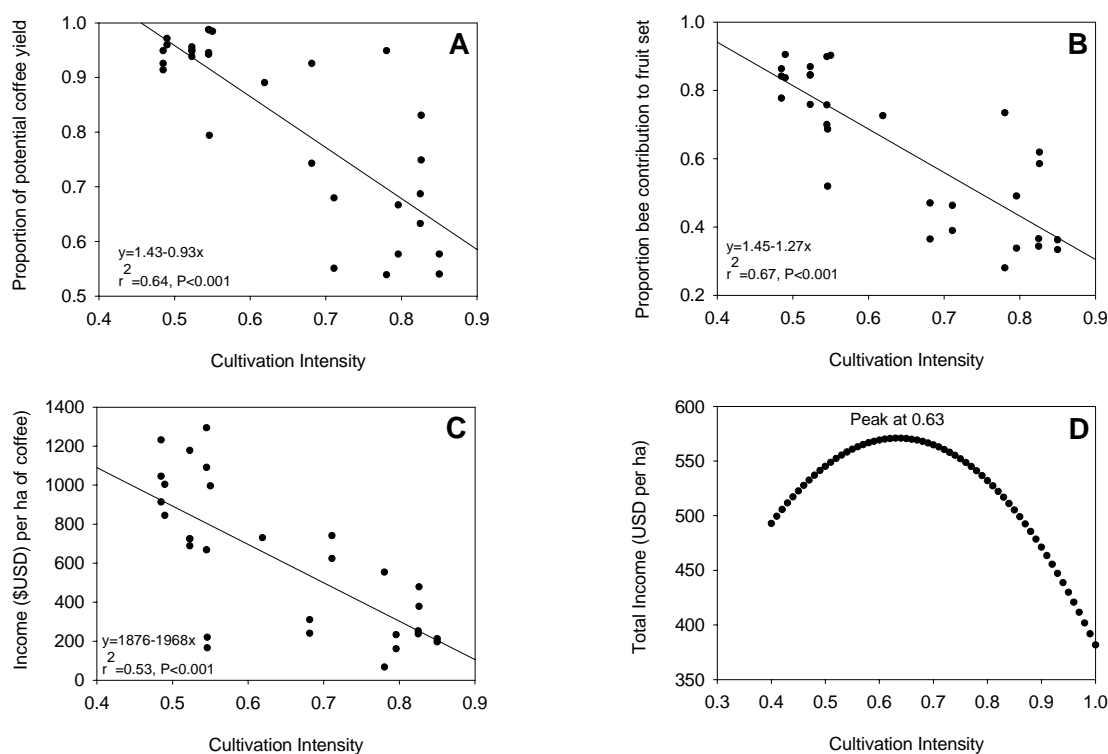 A
Proportion of potential coffee yield
1.0
0.9
0.8
0.7
0.6
0.5
y=1.43-0.93x
2
r =0.64, P<0.001
0.4 0.5 0.6 0.7 0.8 0.9
Cultivation Intensity
B
Proportion bee contribution to fruit set
1.0
0.8
0.6
0.4
0.2
y=1.45-1.27x
2
r =0.67, P<0.001
0.4 0.5 0.6 0.7 0.8 0.9
Cultivation Intensity
C
Income ($USD) per ha of coffee)
1400
1200
1000
800
600
400
200
0
y=1876-1968x
2
r =0.53, P<0.001
0.4 0.5 0.6 0.7 0.8 0.9
Cultivation Intensity
D
Peak at 0.63
Total Income (USD per ha)
600
550
500
450
400
350
0.3 0.4 0.5 0.6 0.7 0.8 0.9 1.0
Cultivation Intensity